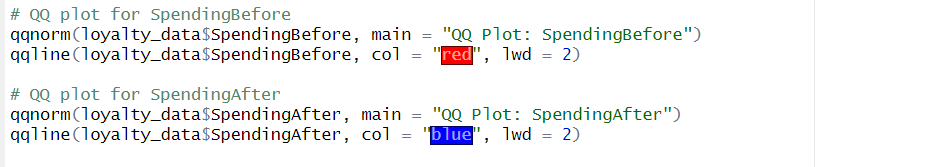 # QQ plot for SpendingBefore
qqnorm(loyalty_data$SpendingBefore, main = "QQ Plot: SpendingBefore")
qqline(loyalty_data$SpendingBefore, col = "red", lwd = 2)
# QQ plot for SpendingAfter
qqnorm(loyalty_data$SpendingAfter, main = "QQ Plot: SpendingAfter")
qqline(loyalty_data$SpendingAfter, col = "blue", lwd = 2)